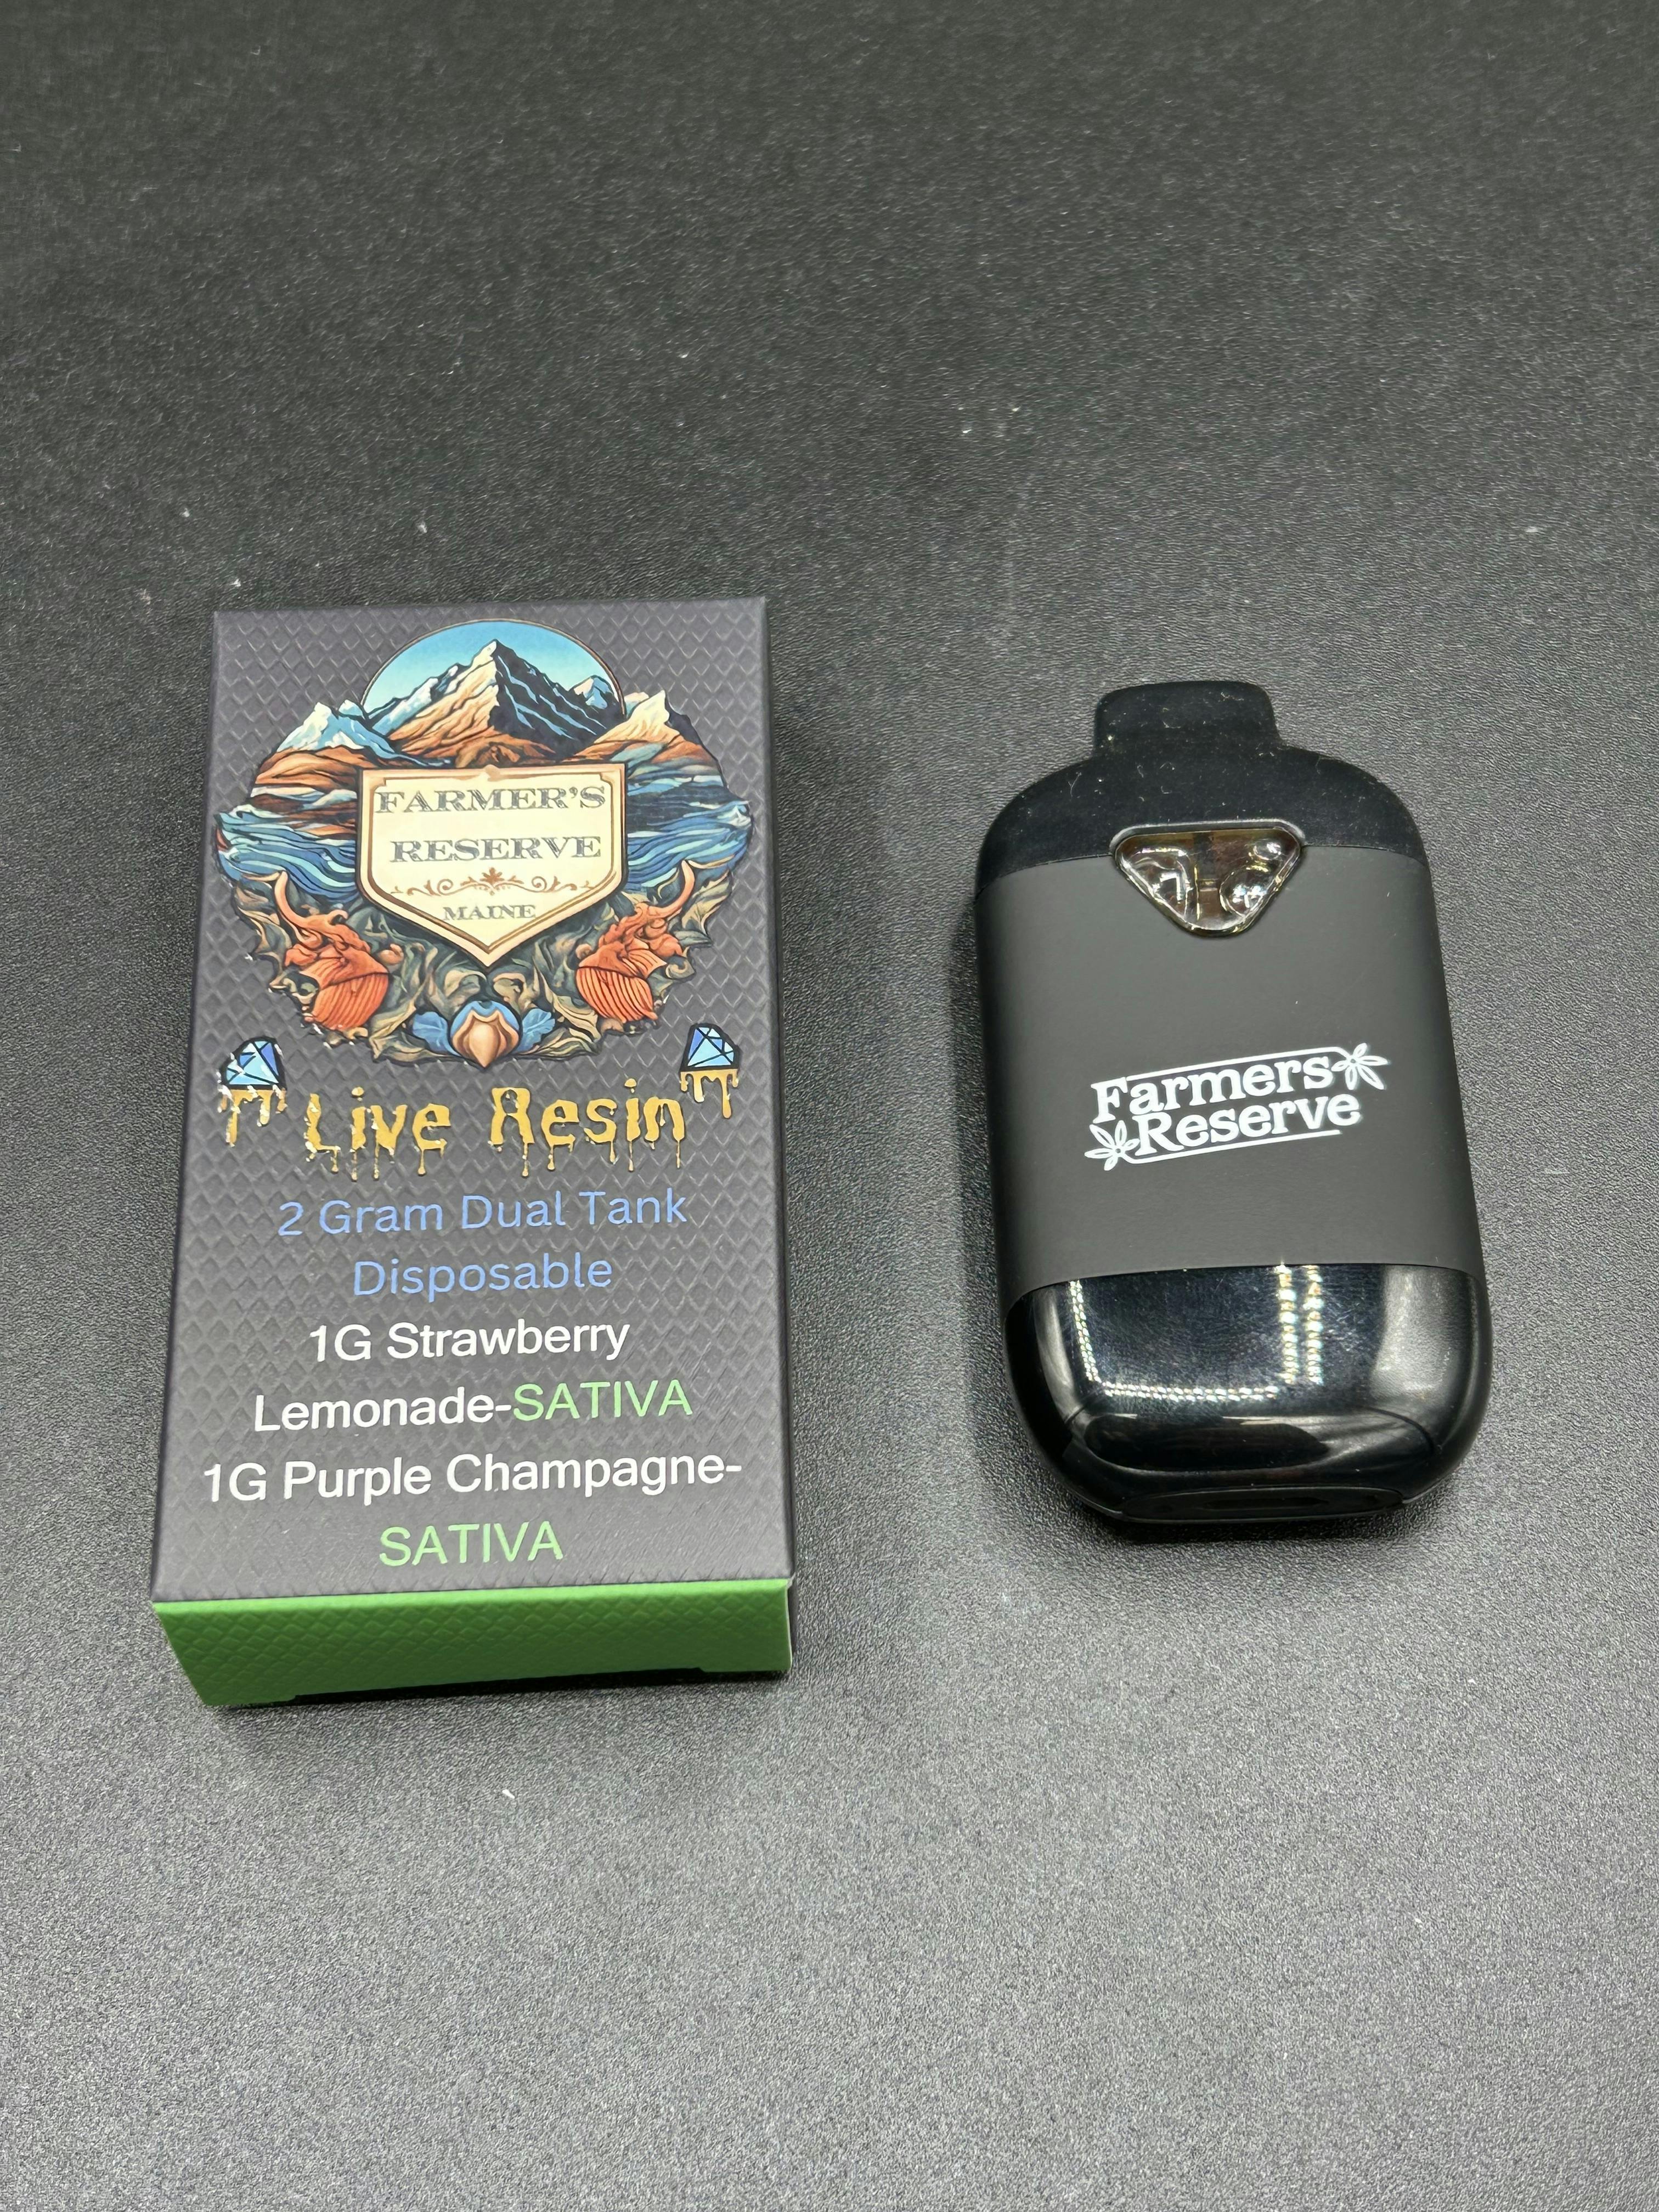 FARMER'S
RESERVE
MAINE
Live Resin
2 Gram Dual Tank
Disposable
1G Strawberry
Lemonade-SATIVA
1G Purple Champagne-
SATIVA
Farmers
Reserve